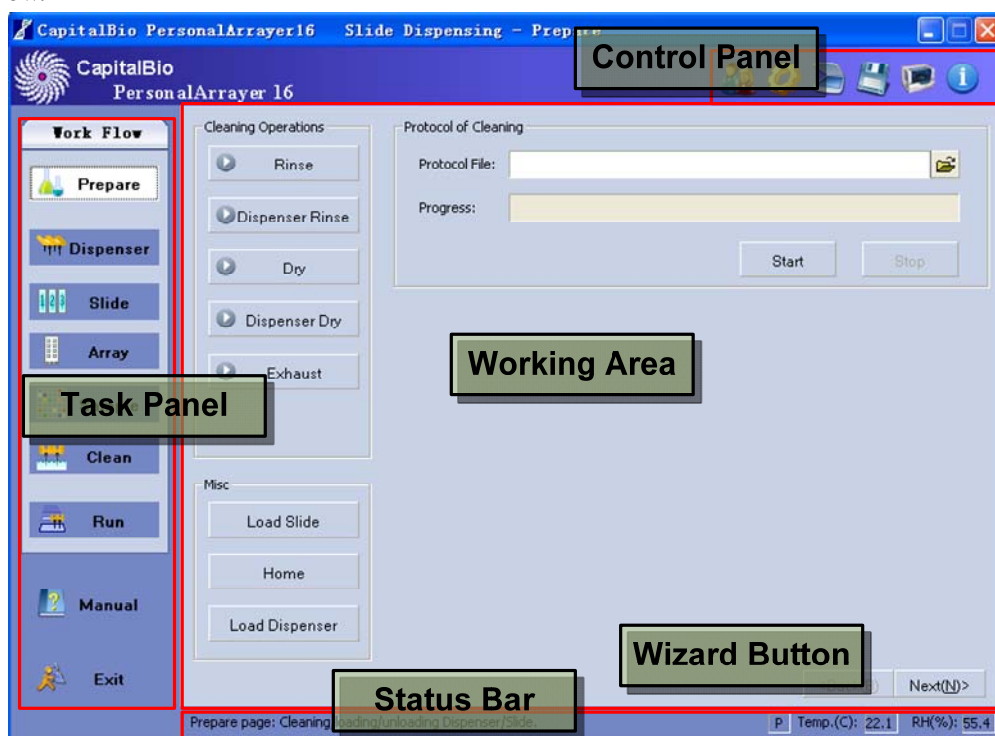 CapitalBio PersonalArrayer16 Slide Dispensing - Prepare
Control Panel
CapitalBio
PersonalArrayer 16
Work Flow
Prepare
Dispenser
Slide
Array
Task Panel
Clean
Run
Manual
Exit
Cleaning Operations
Rinse
Dispenser Rinse
Dry
Dispenser Dry
Exhaust
Misc
Load Slide
Home
Load Dispenser
Protocol of Cleaning
Protocol File:
Progress:
Start
Stop
Working Area
Wizard Button
Next(N)>
Status Bar
Prepare page: Cleaning, loading/unloading Dispenser/Slide.
P Temp.(C): 22.1 RH(%): 55.4